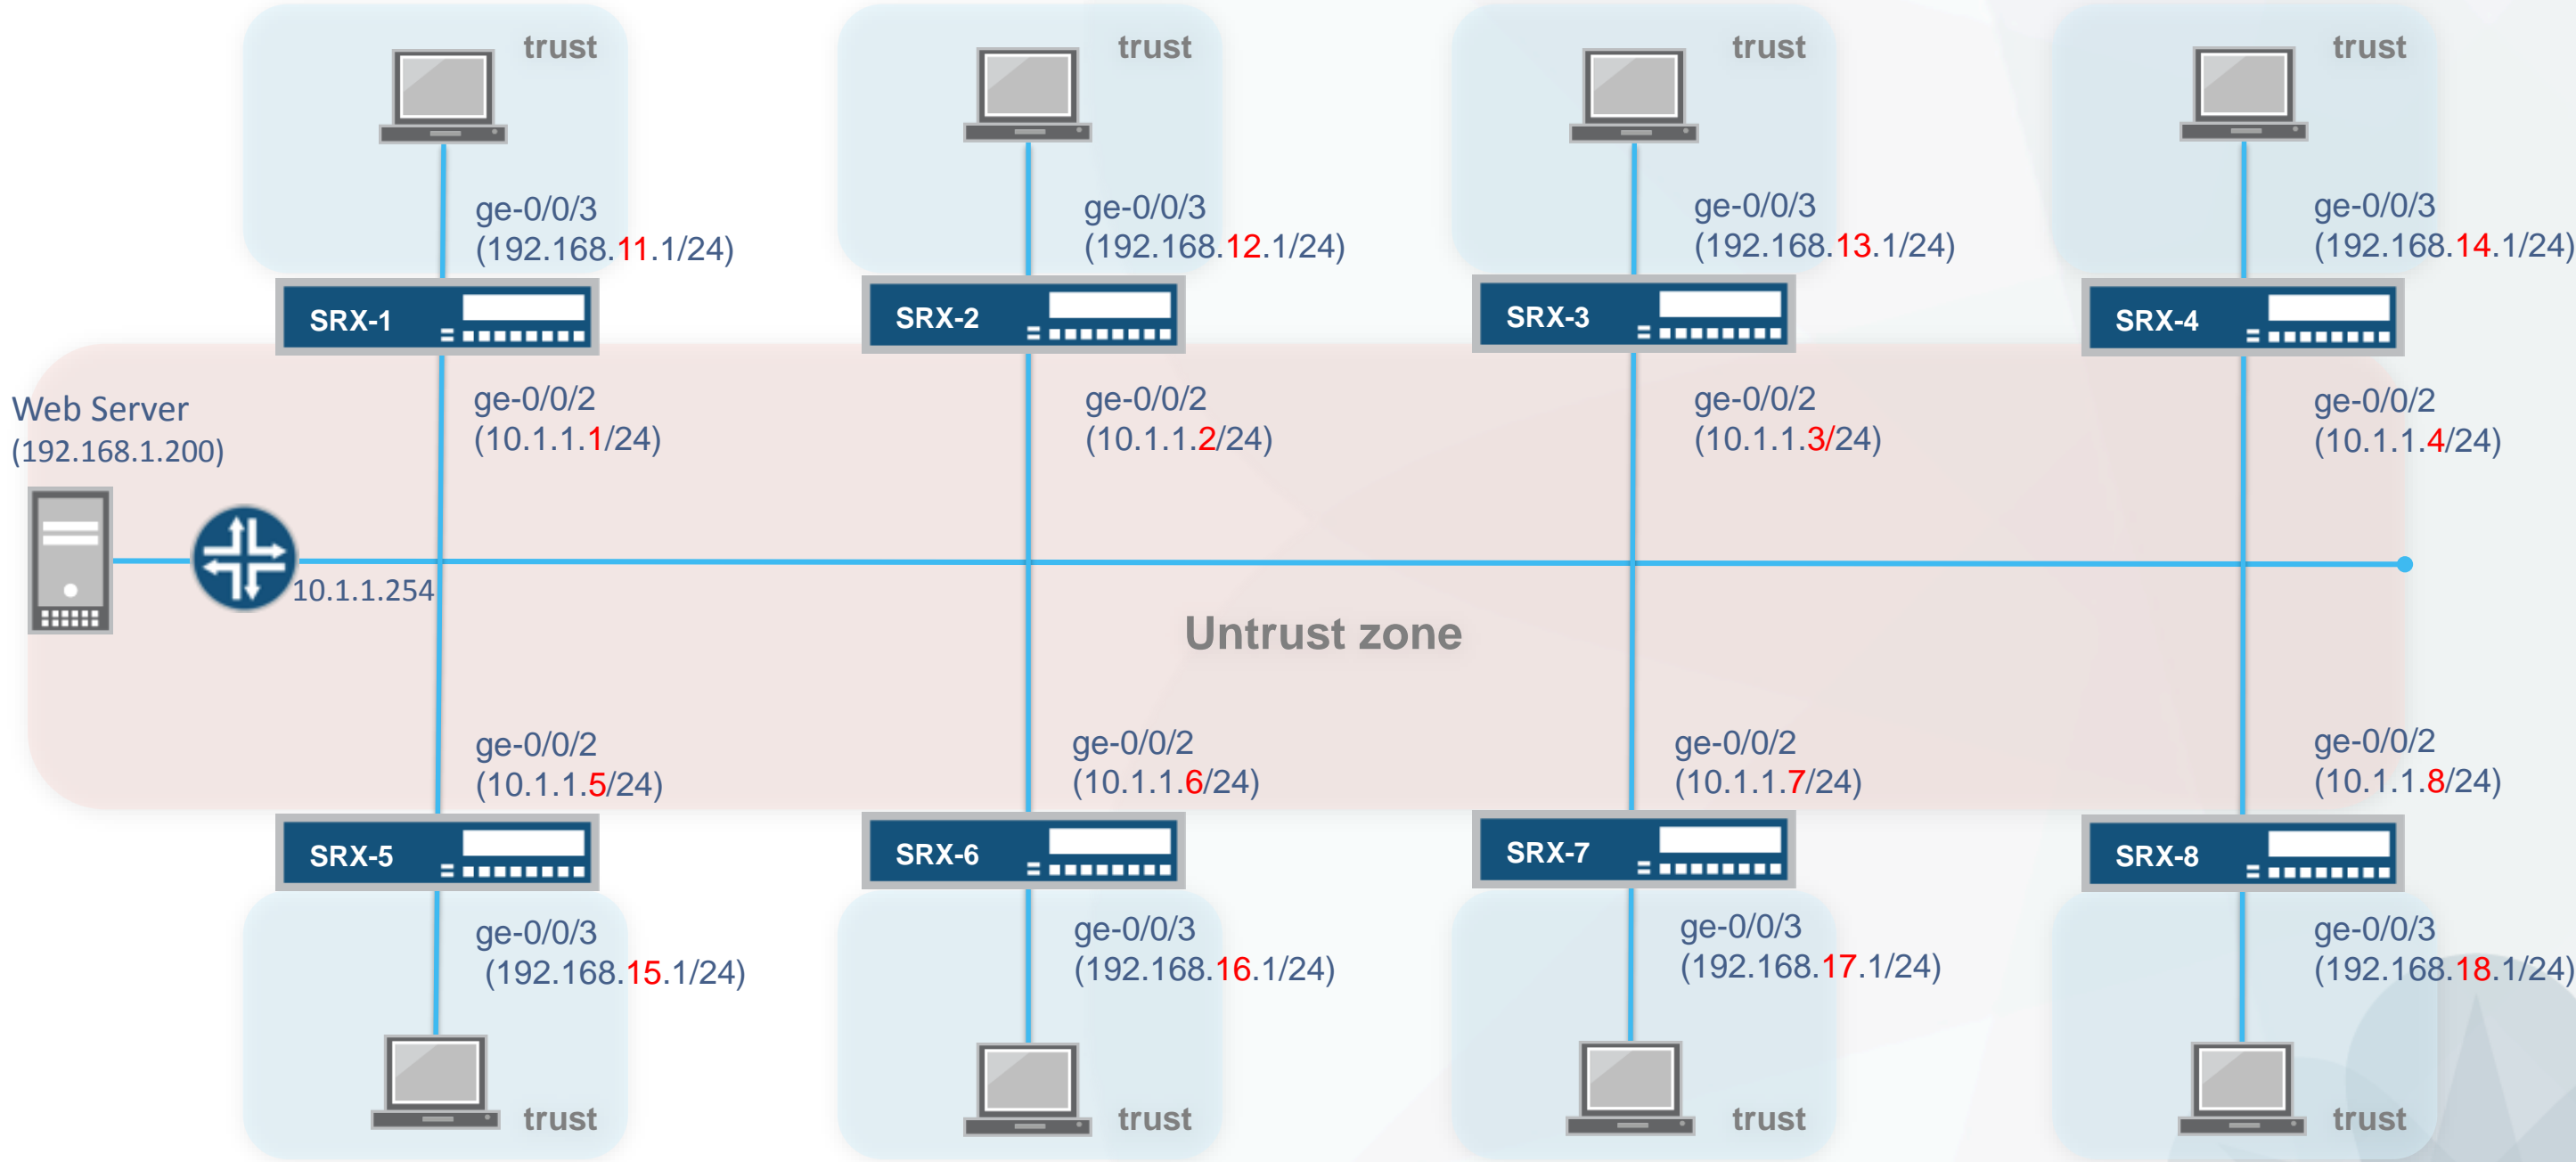 trust
trust
trust
trust
ge-0/0/3
(192.168.11.1/24)
ge-0/0/3
(192.168.12.1/24)
ge-0/0/3
(192.168.13.1/24)
ge-0/0/3
(192.168.14.1/24)
SRX-1
SRX-2
SRX-3
SRX-4
Web Server
(192.168.1.200)
ge-0/0/2
(10.1.1.1/24)
ge-0/0/2
(10.1.1.2/24)
ge-0/0/2
(10.1.1.3/24)
ge-0/0/2
(10.1.1.4/24)
10.1.1.254
Untrust zone
ge-0/0/2
(10.1.1.5/24)
ge-0/0/2
(10.1.1.6/24)
ge-0/0/2
(10.1.1.7/24)
ge-0/0/2
(10.1.1.8/24)
SRX-5
SRX-6
SRX-7
SRX-8
ge-0/0/3
(192.168.15.1/24)
ge-0/0/3
(192.168.16.1/24)
ge-0/0/3
(192.168.17.1/24)
ge-0/0/3
(192.168.18.1/24)
trust
trust
trust
trust